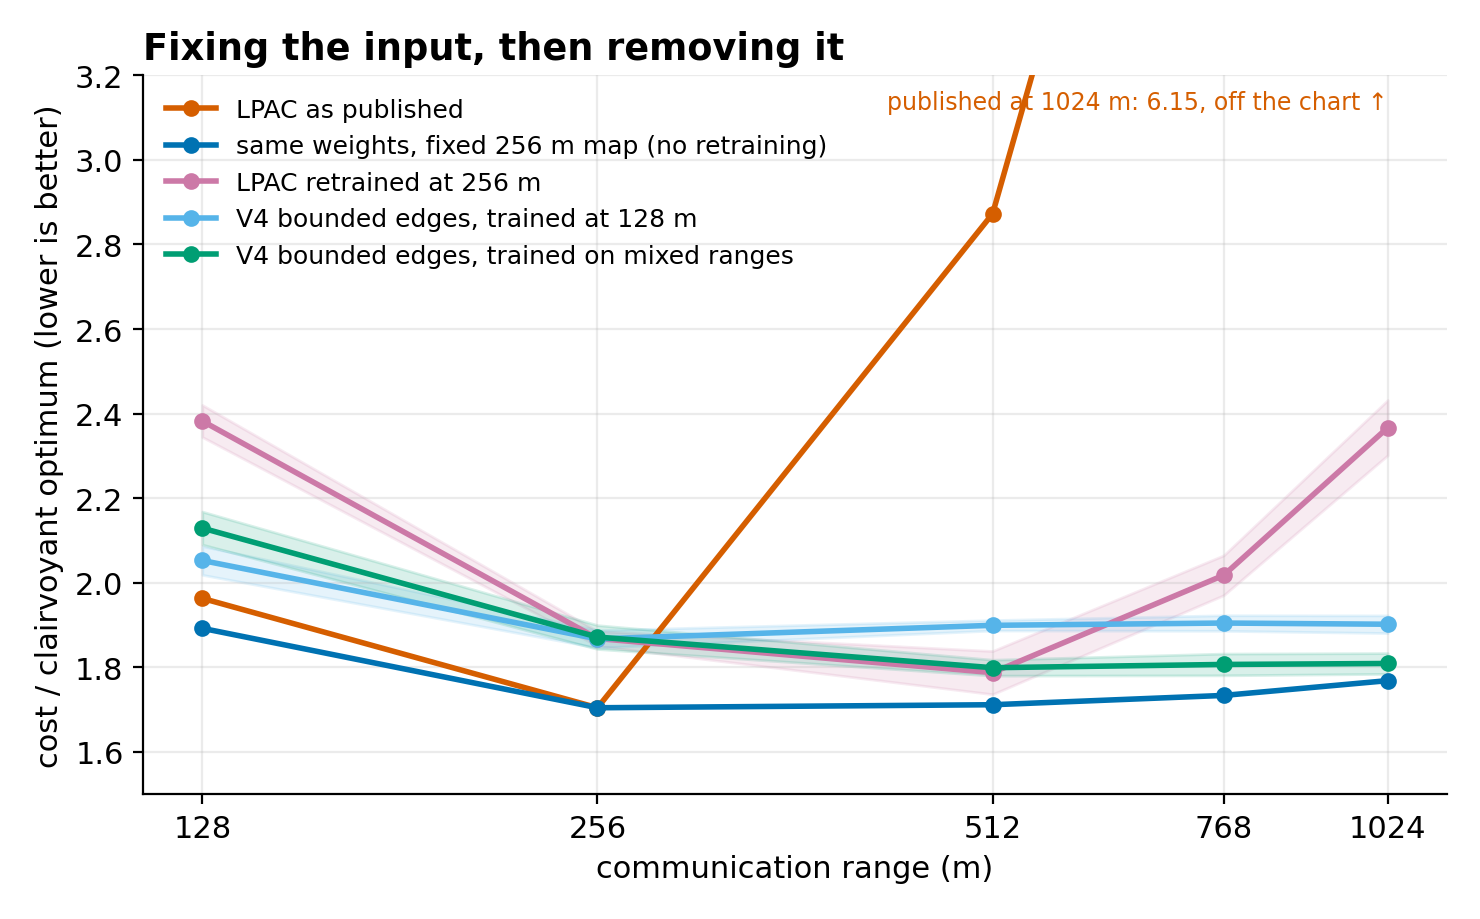 Fixing the input, then removing it
published at 1024 m: 6.15, off the chart ↑
LPAC as published
same weights, fixed 256 m map (no retraining)
LPAC retrained at 256 m
V4 bounded edges, trained at 128 m
V4 bounded edges, trained on mixed ranges
cost / clairvoyant optimum (lower is better)
3.2
3.0
2.8
2.6
2.4
2.2
2.0
1.8
1.6
128 256 512 768 1024
communication range (m)